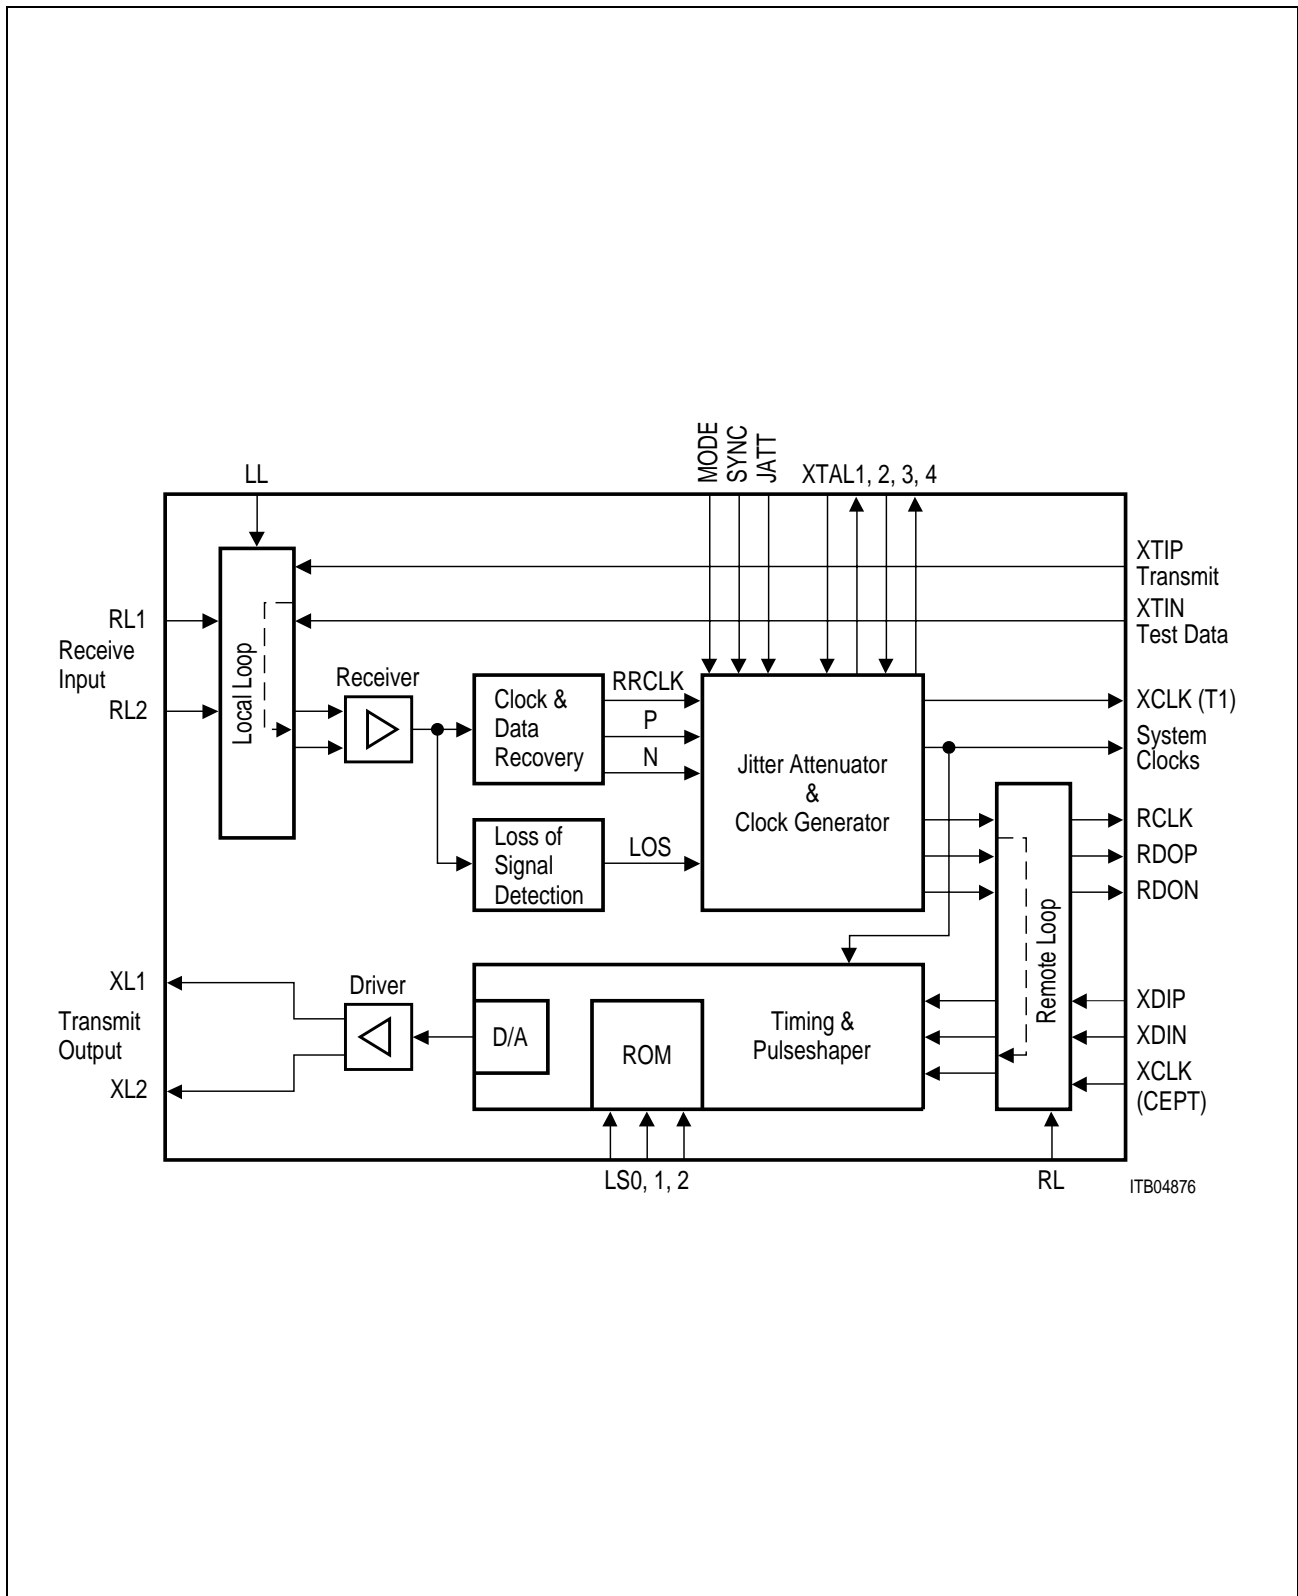 MODE
SYNC
JATT
LL
XTAL1, 2, 3, 4
XTIP
Transmit
XTIN
Test Data
RL1
Receive
Input
RL2
Local Loop
Receiver
Clock &
Data
Recovery
RRCLK
P
N
Jitter Attenuator
&
Clock Generator
XCLK (T1)
System
Clocks
Loss of
Signal
Detection
LOS
RCLK
RDOP
RDON
Remote Loop
XL1
Transmit
Output
XL2
Driver
D/A
ROM
Timing &
Pulseshaper
XDIP
XDIN
XCLK
(CEPT)
LS0, 1, 2
RL
ITB04876